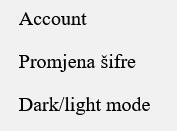 Account
Promjena šifre
Dark/light mode